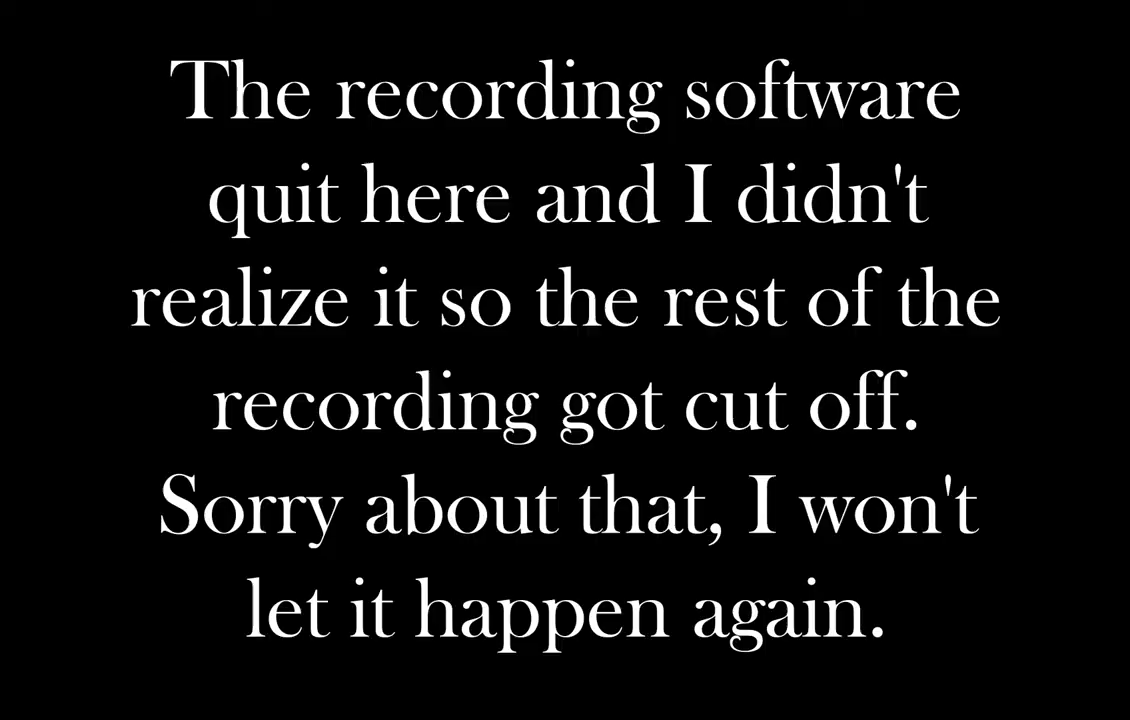 The recording software
quit here and I didn't
realize it so the rest of the
recording got cut off.
Sorry about that, I won't
let it happen again.